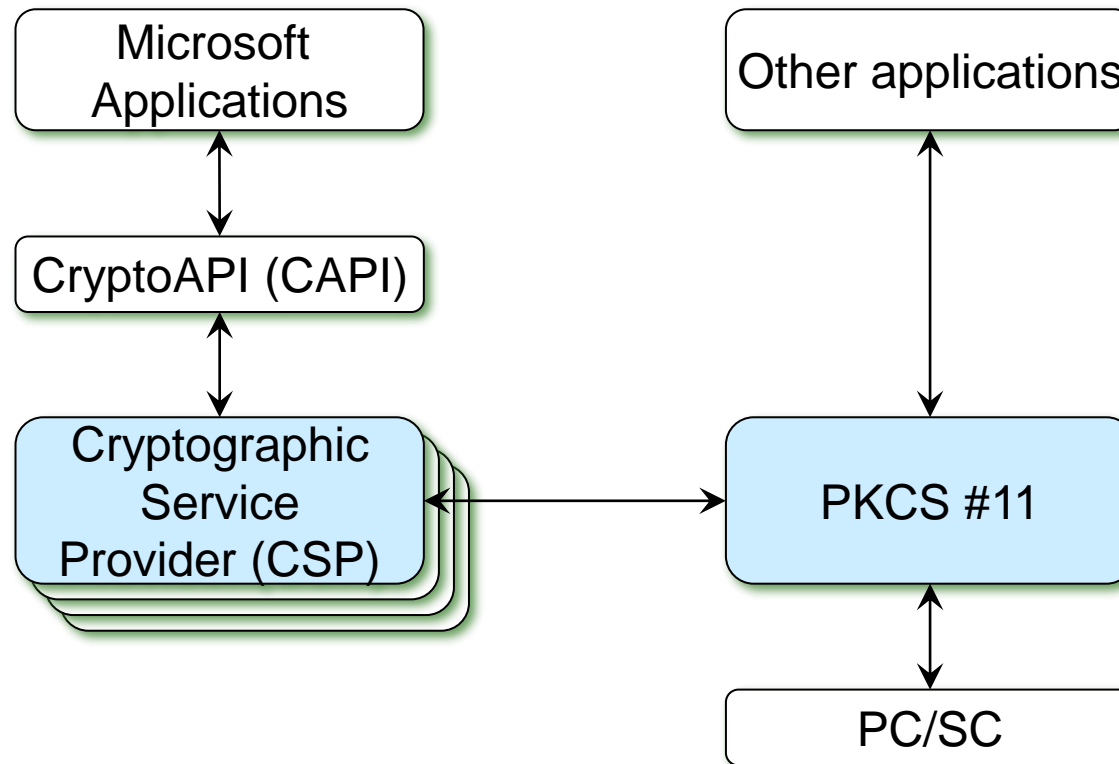 Microsoft
Applications
Other applications
CryptoAPI (CAPI)
Cryptographic
Service
Provider (CSP)
PKCS #11
PC/SC